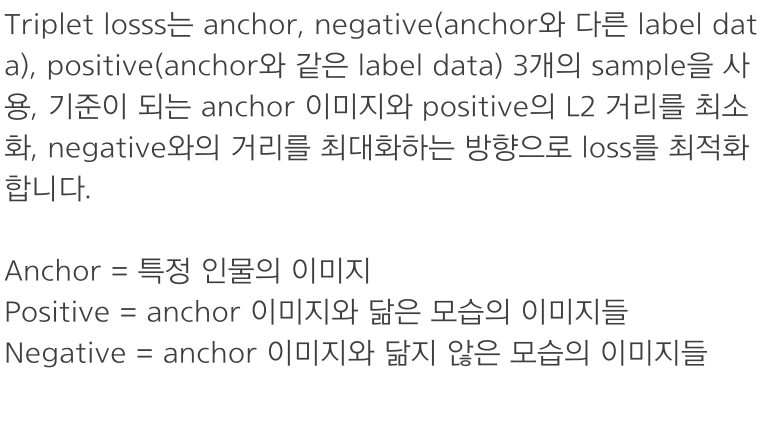 Triplet losss는 anchor, negative(anchor와 다른 label dat
a), positive(anchor와 같은 label data) 3개의 sample을 사
용, 기준이 되는 anchor 이미지와 positive의 L2 거리를 최소
화, negative와의 거리를 최대화하는 방향으로 loss를 최적화
합니다.
Anchor = 특정 인물의 이미지
Positive = anchor 이미지와 닮은 모습의 이미지들
Negative = anchor 이미지와 닮지 않은 모습의 이미지들